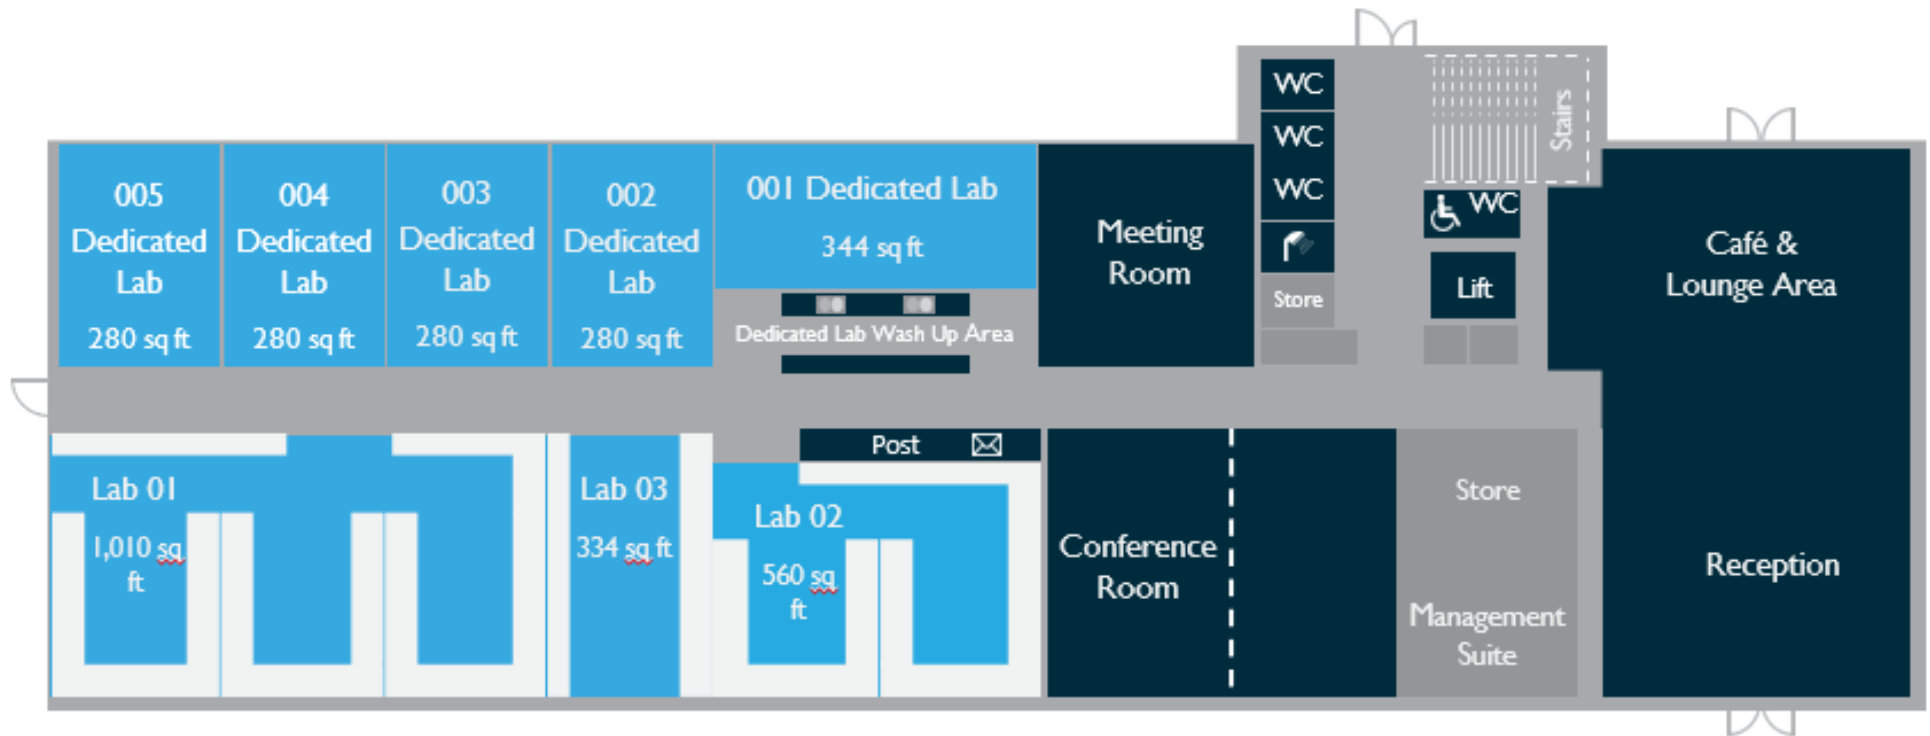 005
Dedicated
Lab
280 sq ft
004
Dedicated
Lab
280 sq ft
003
Dedicated
Lab
280 sq ft
002
Dedicated
Lab
280 sq ft
001 Dedicated Lab
344 sq ft
Dedicated Lab Wash Up Area
Meeting
Room
WC
WC
WC
Store
Stairs
WC
Lift
Café &
Lounge Area
Lab 01
1,010 sq
ft
Lab 03
334 sq ft
Post
Lab 02
560 sq
ft
Conference
Room
Store
Management
Suite
Reception